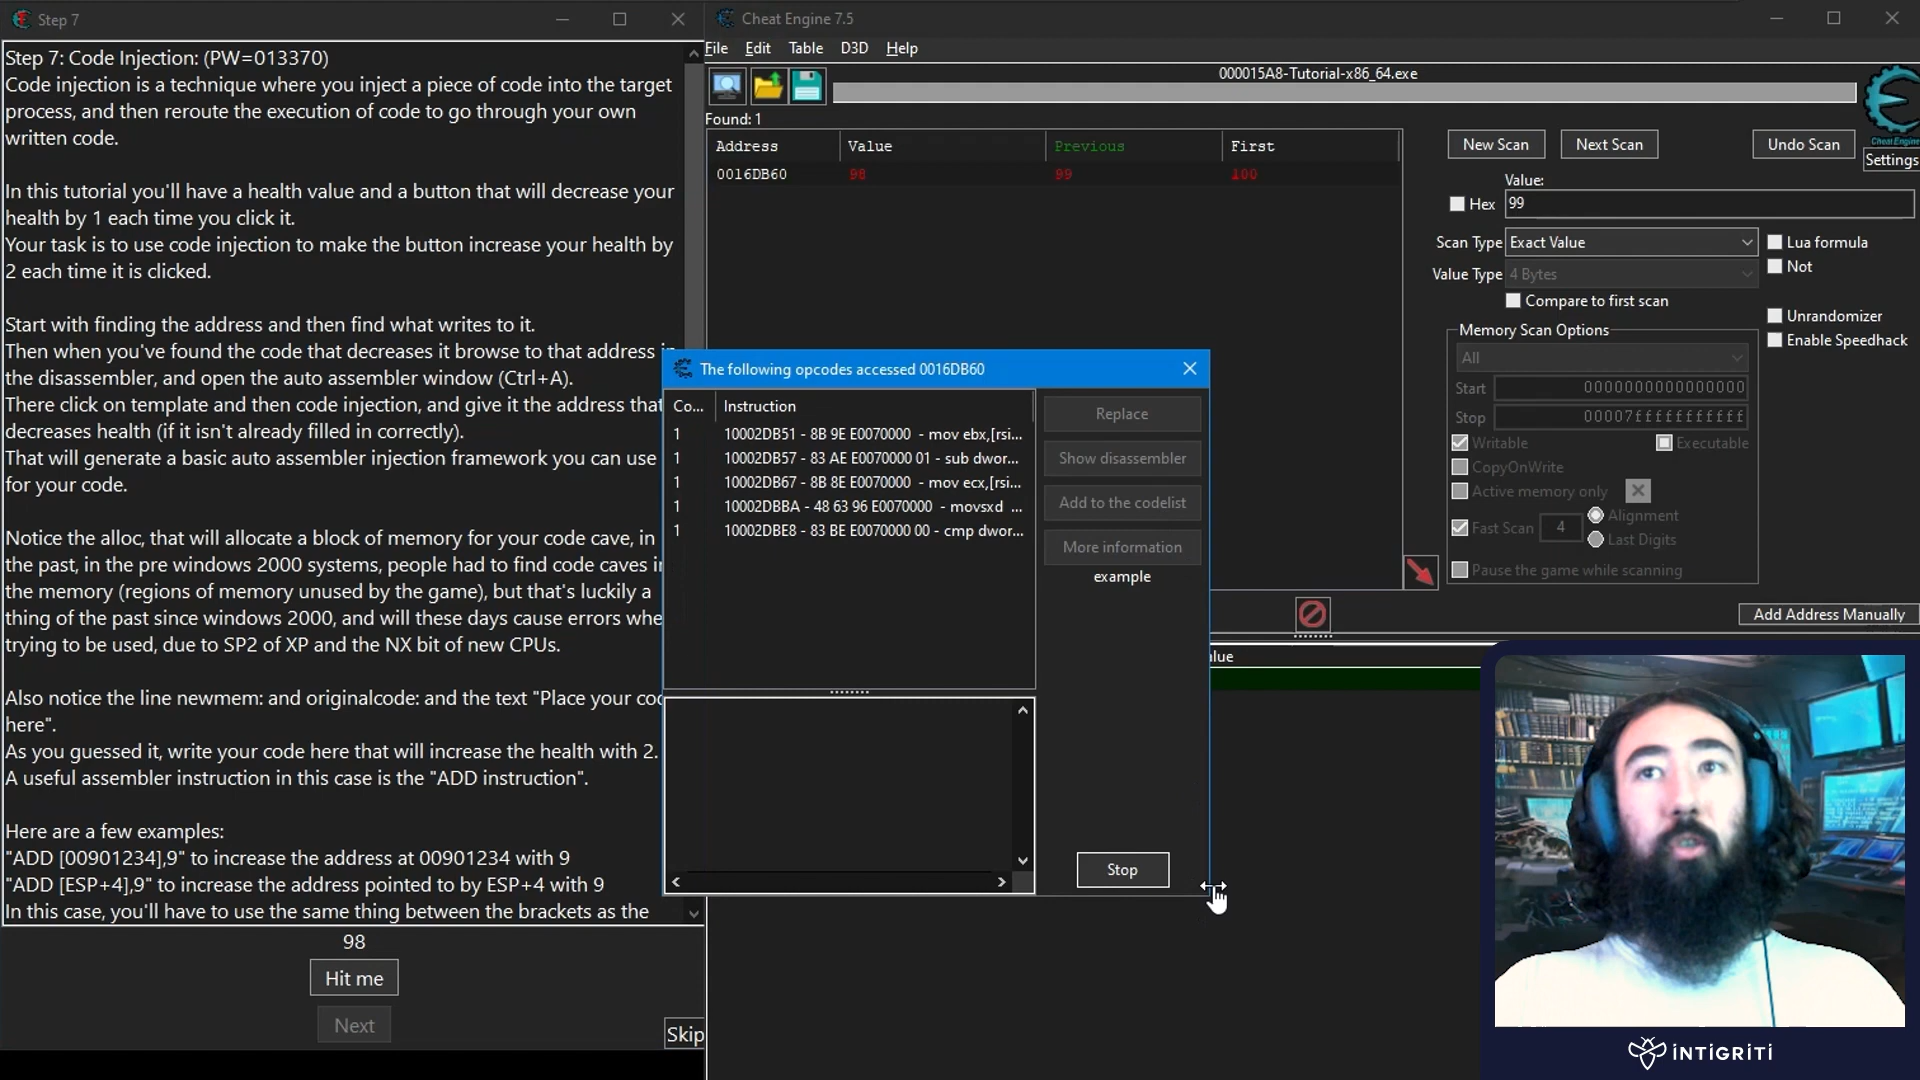 Step 7
Step 7: Code Injection: (PW=013370)
Code injection is a technique where you inject a piece of code into the target
process, and then reroute the execution of code to go through your own
written code.
In this tutorial you'll have a health value and a button that will decrease your
health by 1 each time you click it.
Your task is to use code injection to make the button increase your health by
2 each time it is clicked.
Start with finding the address and then find what writes to it.
Then when you've found the code that decreases it browse to that address
the disassembler, and open the auto assembler window (Ctrl+A).
There click on template and then code injection, and give it the address that
decreases health (if it isn't already filled in correctly).
That will generate a basic auto assembler injection framework you can use
for your code.
Notice the alloc, that will allocate a block of memory for your code cave, in
the past, in the pre windows 2000 systems, people had to find code caves
the memory (regions of memory unused by the game), but that's luckily a
thing of the past since windows 2000, and will these days cause errors whe
trying to be used, due to SP2 of XP and the NX bit of new CPUs.
Also notice the line newmem: and originalcode: and the text "Place your co
here".
As you guessed it, write your code here that will increase the health with 2.
A useful assembler instruction in this case is the "ADD instruction".
Here are a few examples:
"ADD [00901234],9" to increase the address at 00901234 with 9
"ADD [ESP+4],9" to increase the address pointed to by ESP+4 with 9
In this case, you'll have to use the same thing between the brackets as the
98
Hit me
Next
Skip
Cheat Engine 7.5
File Edit Table D3D Help
000015A8-Tutorial-x86_64.exe
Found: 1
Address Value Previous First
0016DB60 98 99 100
Cheat Engine
Settings
New Scan Next Scan Undo Scan
Value:
Hex 99
Scan Type Exact Value
Lua formula
Not
Value Type 4 Bytes
Compare to first scan
Unrandomizer
Enable Speedhack
Memory Scan Options
All
Start 0000000000000000
Stop 00007fffffffffff
Writable Executable
CopyOnWrite
Active memory only
Fast Scan 4 Alignment
Last Digits
Pause the game while scanning
Add Address Manually
alue
The following opcodes accessed 0016DB60
Co... Instruction
1 10002DB51 - 8B 9E E0070000 - mov ebx,[rsi...
1 10002DB57 - 83 AE E0070000 01 - sub dwor...
1 10002DB67 - 8B 8E E0070000 - mov ecx,[rsi...
1 10002DBBA - 48 63 96 E0070000 - movsxd ...
1 10002DBE8 - 83 BE E0070000 00 - cmp dwor...
Replace
Show disassembler
Add to the codelist
More information
example
Stop
INTIGRITI